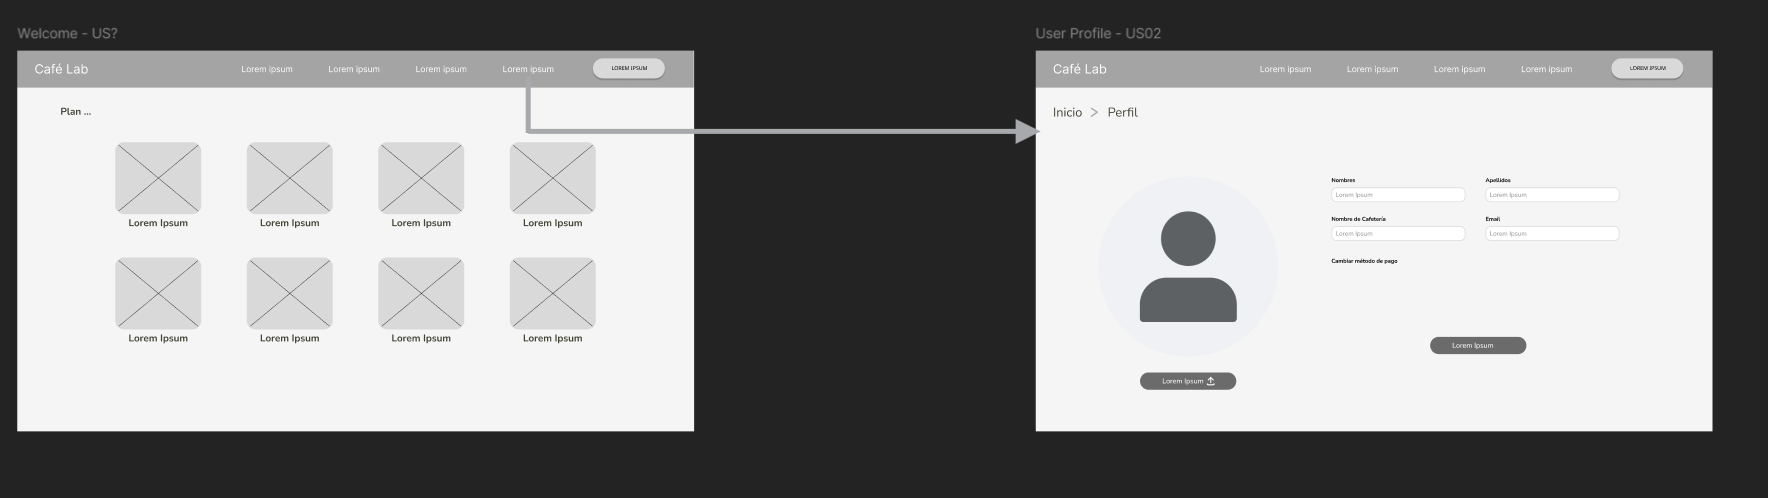 Welcome - US?
Café Lab
Lorem ipsum
Lorem ipsum
Lorem ipsum
Lorem ipsum
LOREM IPSUM
Plan ...
Lorem Ipsum
Lorem Ipsum
Lorem Ipsum
Lorem Ipsum
Lorem Ipsum
Lorem Ipsum
Lorem Ipsum
Lorem Ipsum
User Profile - US02
Café Lab
Lorem ipsum
Lorem ipsum
Lorem ipsum
Lorem ipsum
LOREM IPSUM
Inicio > Perfil
Nombres
Apellidos
Lorem Ipsum
Lorem Ipsum
Nombre de Cafetería
Email
Lorem Ipsum
Lorem Ipsum
Cambiar método de pago
Lorem Ipsum
Lorem Ipsum